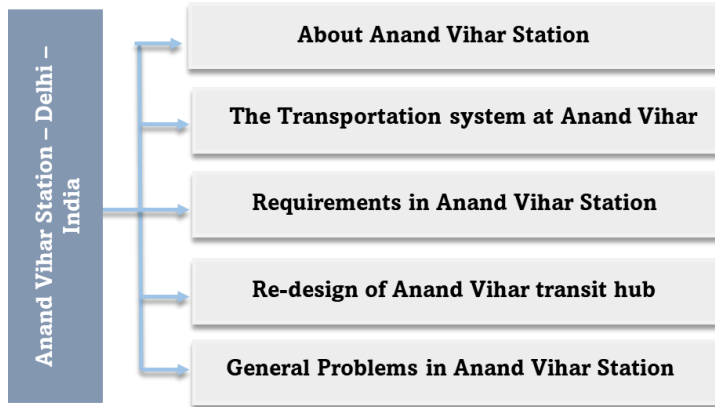 Anand Vihar Station – Delhi –
India
About Anand Vihar Station
The Transportation system at Anand Vihar
Requirements in Anand Vihar Station
Re-design of Anand Vihar transit hub
General Problems in Anand Vihar Station